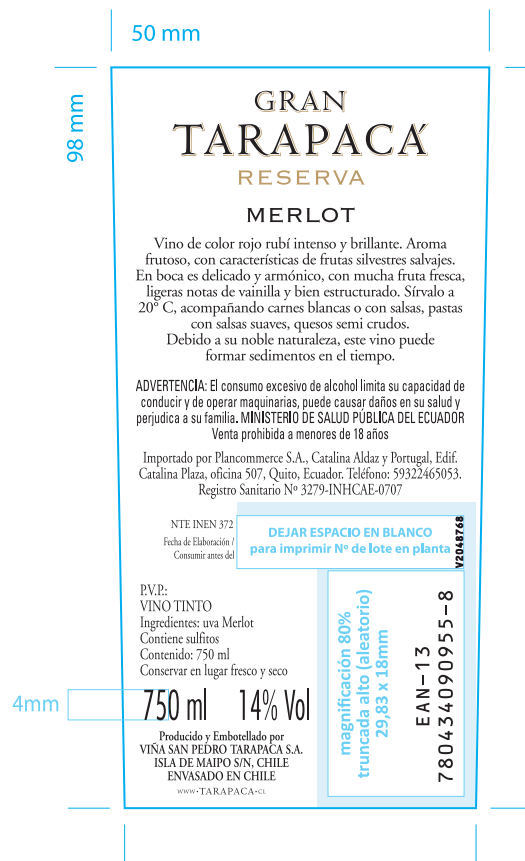 50 mm
98 mm
GRAN
TARAPACÁ
RESERVA
MERLOT
Vino de color rojo rubí intenso y brillante. Aroma
frutoso, con características de frutas silvestres salvajes.
En boca es delicado y armónico, con mucha fruta fresca,
ligeras notas de vainilla y bien estructurado. Sírvalo a
20° C, acompañando carnes blancas o con salsas, pastas
con salsas suaves, quesos semi crudos.
Debido a su noble naturaleza, este vino puede
formar sedimentos en el tiempo.
ADVERTENCIA: El consumo excesivo de alcohol limita su capacidad de
conducir y de operar maquinarias, puede causar daños en su salud y
perjudica a su familia. MINISTERIO DE SALUD PÚBLICA DEL ECUADOR
Venta prohibida a menores de 18 años
Importado por Plancommerce S.A., Catalina Aldaz y Portugal, Edif.
Catalina Plaza, oficina 507, Quito, Ecuador. Teléfono: 59322465053.
Registro Sanitario Nº 3279-INHCAE-0707
NTE INEN 372
Fecha de Elaboración /
Consumir antes del
DEJAR ESPACIO EN BLANCO
para imprimir Nº de lote en planta
V2048768
P.V.P.:
VINO TINTO
Ingredientes: uva Merlot
Contiene sulfitos
Contenido: 750 ml
Conservar en lugar fresco y seco
4mm
750 ml 14% Vol
Producido y Embotellado por
VIÑA SAN PEDRO TARAPACA S.A.
ISLA DE MAIPO S/N, CHILE
ENVASADO EN CHILE
WWW•TARAPACA•CL
magnificación 80%
truncada alto (aleatorio)
29,83 x 18mm
EAN-13
780434090955-8